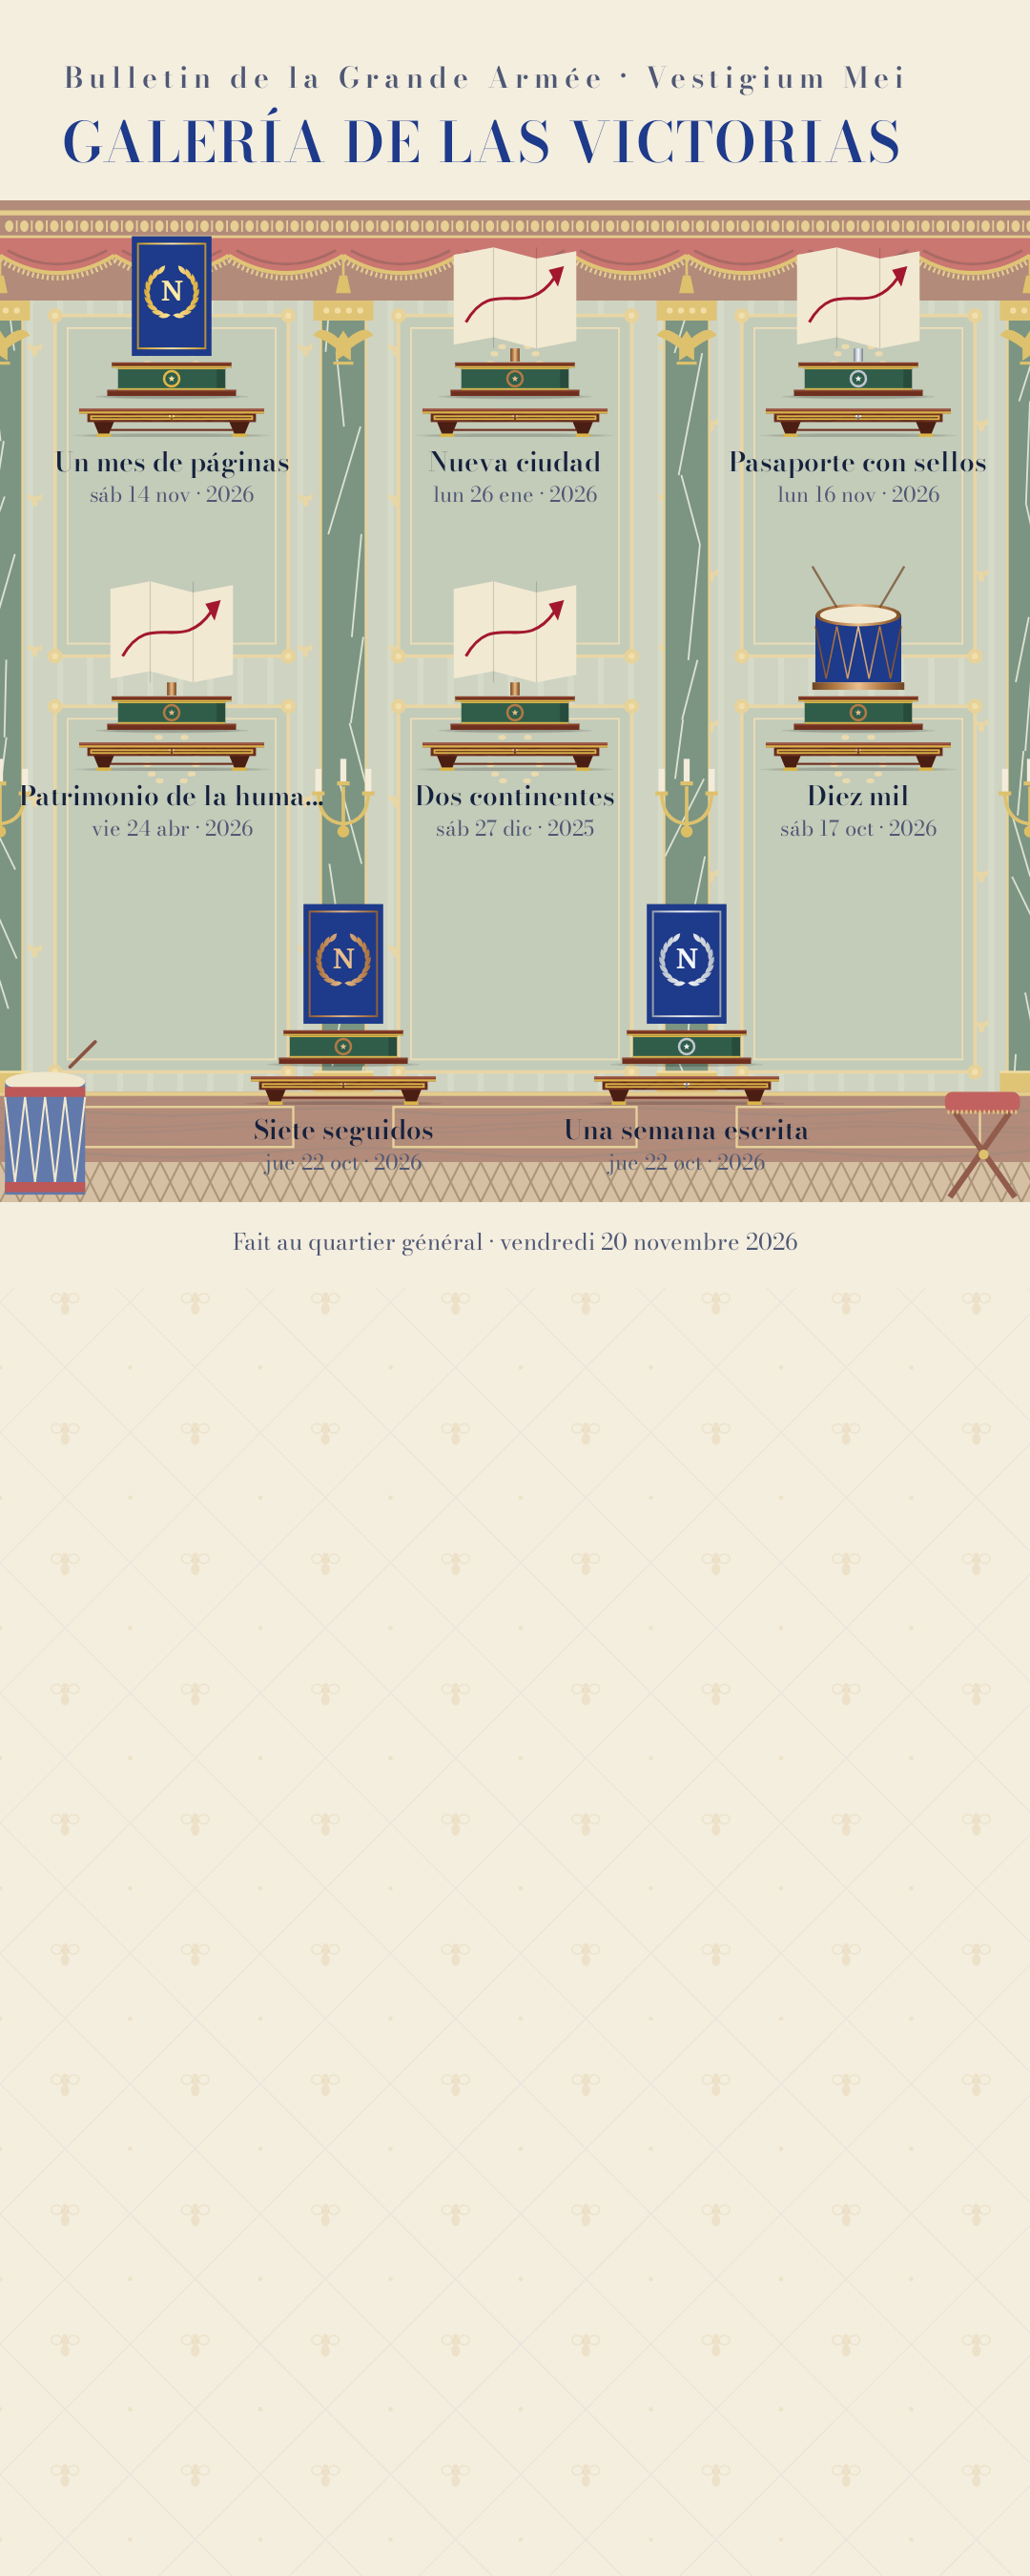 Bulletin de la Grande Armée · Vestigium Mei
GALERÍA DE LAS VICTORIAS
N
Un mes de páginas
sáb 14 nov · 2026
Nueva ciudad
lun 26 ene · 2026
Pasaporte con sellos
lun 16 nov · 2026
Patrimonio de la huma...
vie 24 abr · 2026
Dos continentes
sáb 27 dic · 2025
Diez mil
sáb 17 oct · 2026
N
Siete seguidos
jue 22 oct · 2026
N
Una semana escrita
jue 22 oct · 2026
Fait au quartier général · vendredi 20 novembre 2026